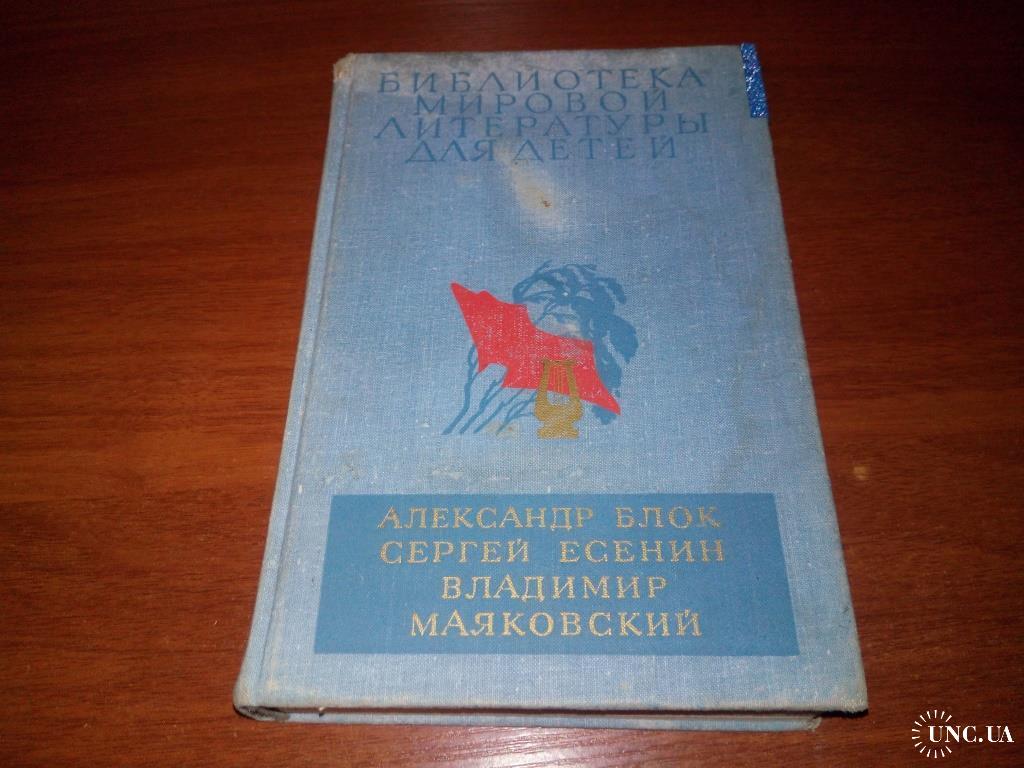 БИБЛИОТЕКА
МИРОВОЙ
ЛИТЕРАТУРЫ
ДЛЯ ДЕТЕЙ
АЛЕКСАНДР БЛОК
СЕРГЕЙ ЕСЕНИН
ВЛАДИМИР
МАЯКОВСКИЙ
UNC.UA